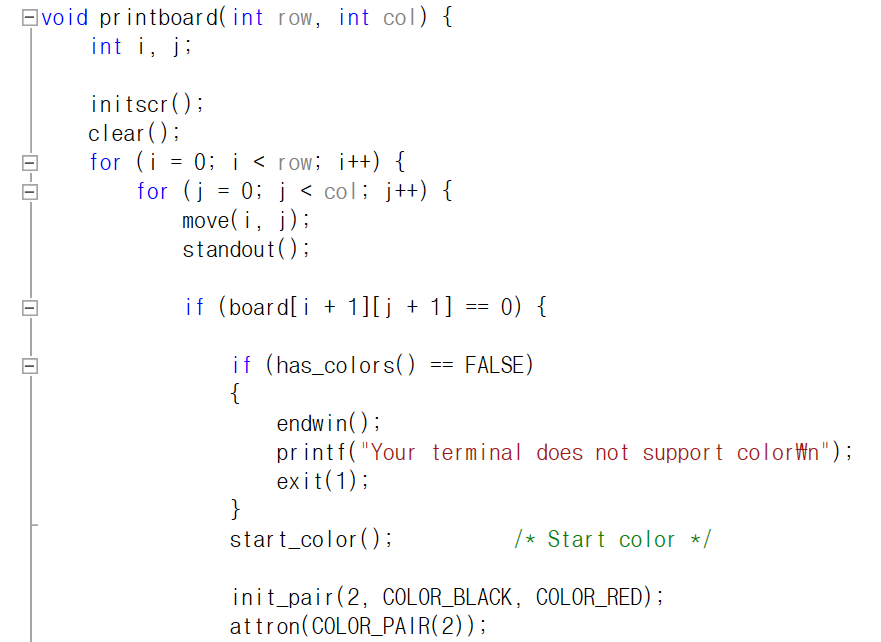 void printboard(int row, int col) {
int i, j;
initscr();
clear();
for (i = 0; i < row; i++) {
for (j = 0; j < col; j++) {
move(i, j);
standout();
if (board[i + 1][j + 1] == 0) {
if (has_colors() == FALSE)
{
endwin();
printf("Your terminal does not support color₩n");
exit(1);
}
start_color(); /* Start color */
init_pair(2, COLOR_BLACK, COLOR_RED);
attron(COLOR_PAIR(2));